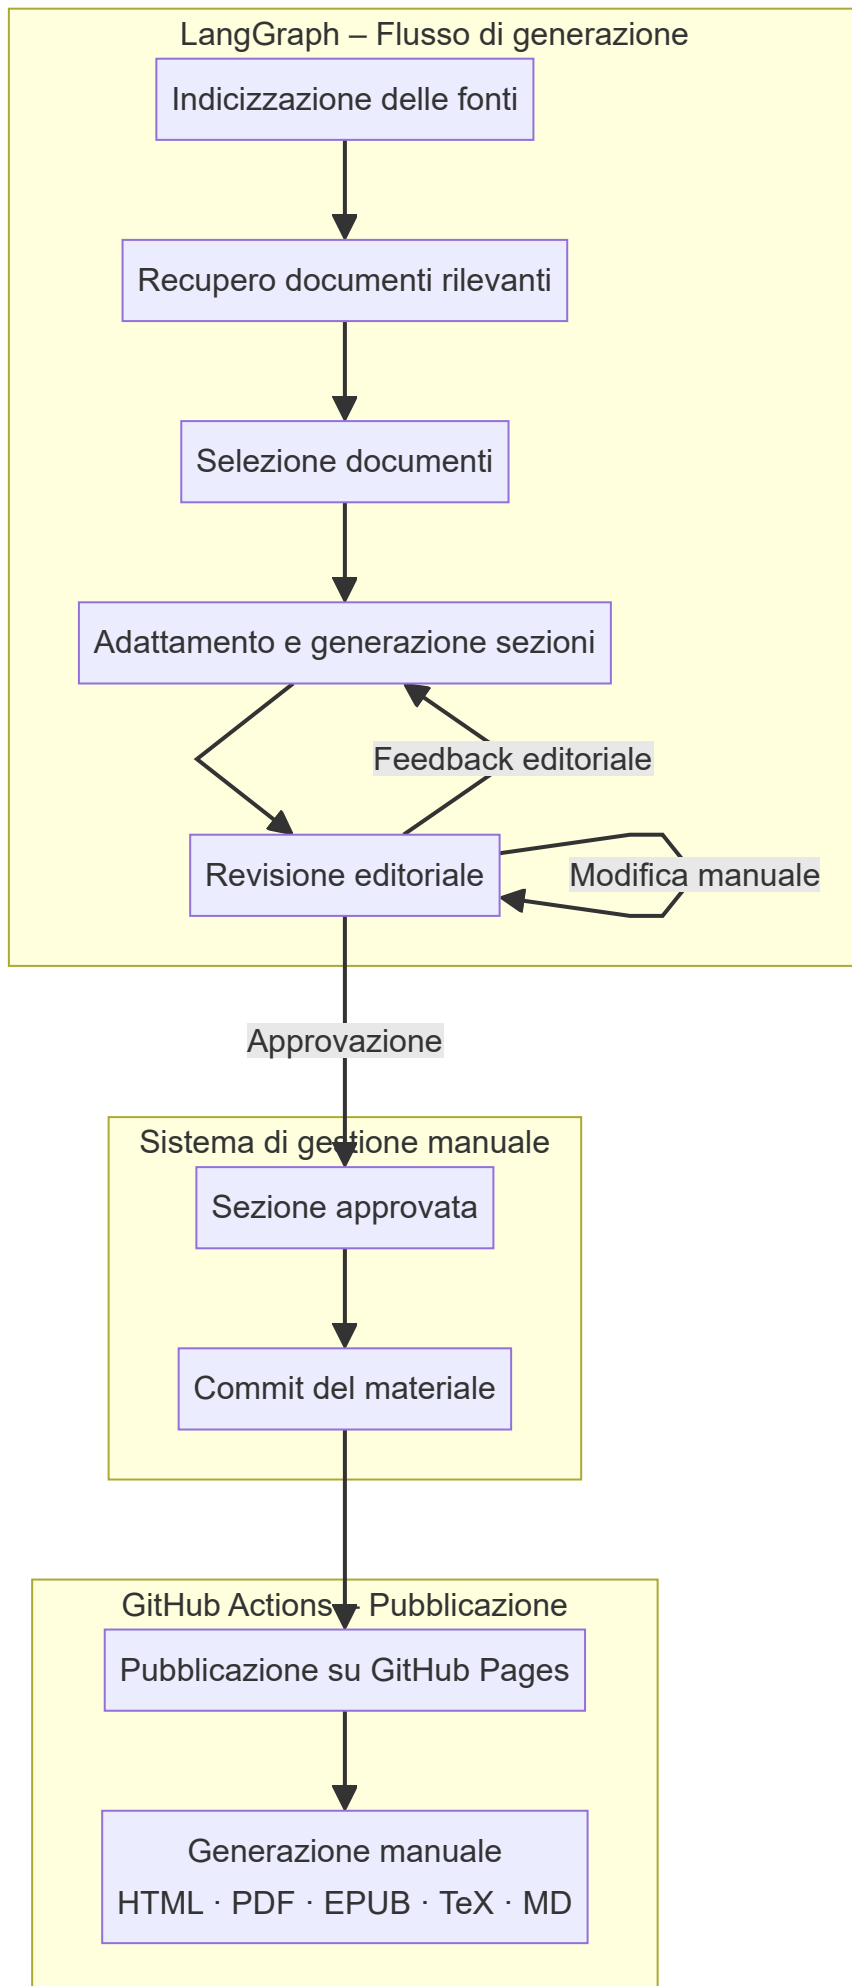 LangGraph – Flusso di generazione
Indicizzazione delle fonti
Recupero documenti rilevanti
Selezione documenti
Adattamento e generazione sezioni
Feedback editoriale
Revisione editoriale
Modifica manuale
Approvazione
Sistema di gestione manuale
Sezione approvata
Commit del materiale
GitHub Actions – Pubblicazione
Pubblicazione su GitHub Pages
Generazione manuale
HTML · PDF · EPUB · TeX · MD